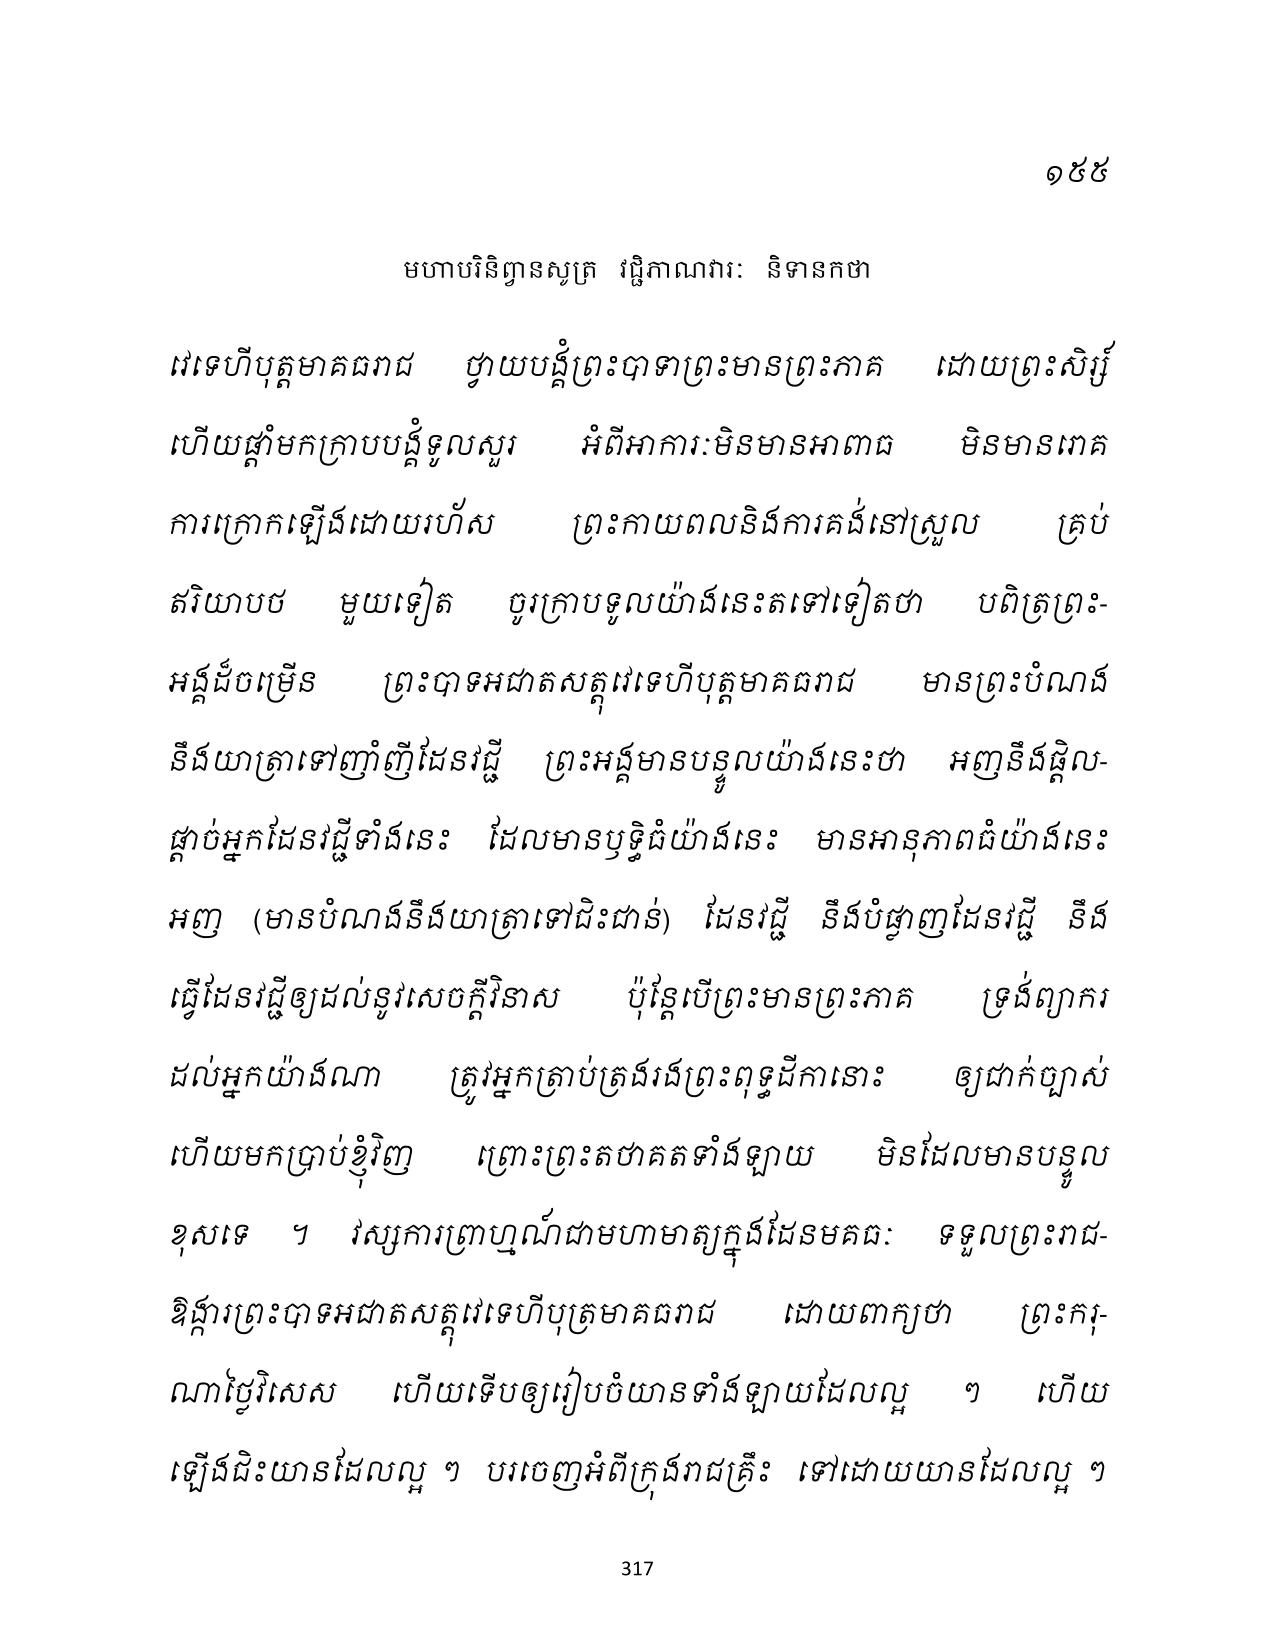 ១៥៥
មហាបរិនិព្វានសូត្រ វជ្ជិភាណវារៈ និទានកថា
វេទេហីបុត្តមាគធរាជ ថ្វាយបង្គំព្រះបាទាព្រះមានព្រះភាគ ដោយព្រះសិរ្ស៍
ហើយផ្តាំមកក្រាបបង្គំទូលសួរ អំពីអាការៈមិនមានអាពាធ មិនមានរោគ
ការក្រោកឡើងដោយរហ័ស ព្រះកាយពលនិងការគង់នៅស្រួល គ្រប់
ឥរិយាបថ មួយទៀត ចូរក្រាបទូលយ៉ាងនេះតទៅទៀតថា បពិត្រព្រះ-
អង្គដ៏ចម្រើន ព្រះបាទអជាតសត្តុវេទេហីបុត្តមាគធរាជ មានព្រះបំណង
នឹងយាត្រាទៅញាំញីដែនវជ្ជី ព្រះអង្គមានបន្ទូលយ៉ាងនេះថា អញនឹងផ្តិល-
ផ្តាច់អ្នកដែនវជ្ជីទាំងនេះ ដែលមានឫទ្ធិធំយ៉ាងនេះ មានអានុភាពធំយ៉ាងនេះ
អញ (មានបំណងនឹងយាត្រាទៅជិះជាន់) ដែនវជ្ជី នឹងបំផ្លាញដែនវជ្ជី នឹង
ធ្វើដែនវជ្ជីឲ្យដល់នូវសេចក្តីវិនាស ប៉ុន្តែបើព្រះមានព្រះភាគ ទ្រង់ព្យាករ
ដល់អ្នកយ៉ាងណា ត្រូវអ្នកត្រាប់ត្រងរងព្រះពុទ្ធដីកានោះ ឲ្យជាក់ច្បាស់
ហើយមកប្រាប់ខ្ញុំវិញ ព្រោះព្រះតថាគតទាំងឡាយ មិនដែលមានបន្ទូល
ខុសទេ ។ វស្សការព្រាហ្មណ៍ជាមហាមាត្យក្នុងដែនមគធៈ ទទួលព្រះរាជ-
ឱង្ការព្រះបាទអជាតសត្តុវេទេហីបុត្រមាគធរាជ ដោយពាក្យថា ព្រះករុ-
ណាថ្លៃវិសេស ហើយទើបឲ្យរៀបចំយានទាំងឡាយដែលល្អ ៗ ហើយ
ឡើងជិះយានដែលល្អ ៗ បរចេញអំពីក្រុងរាជគ្រឹះ ទៅដោយយានដែលល្អ ៗ
317